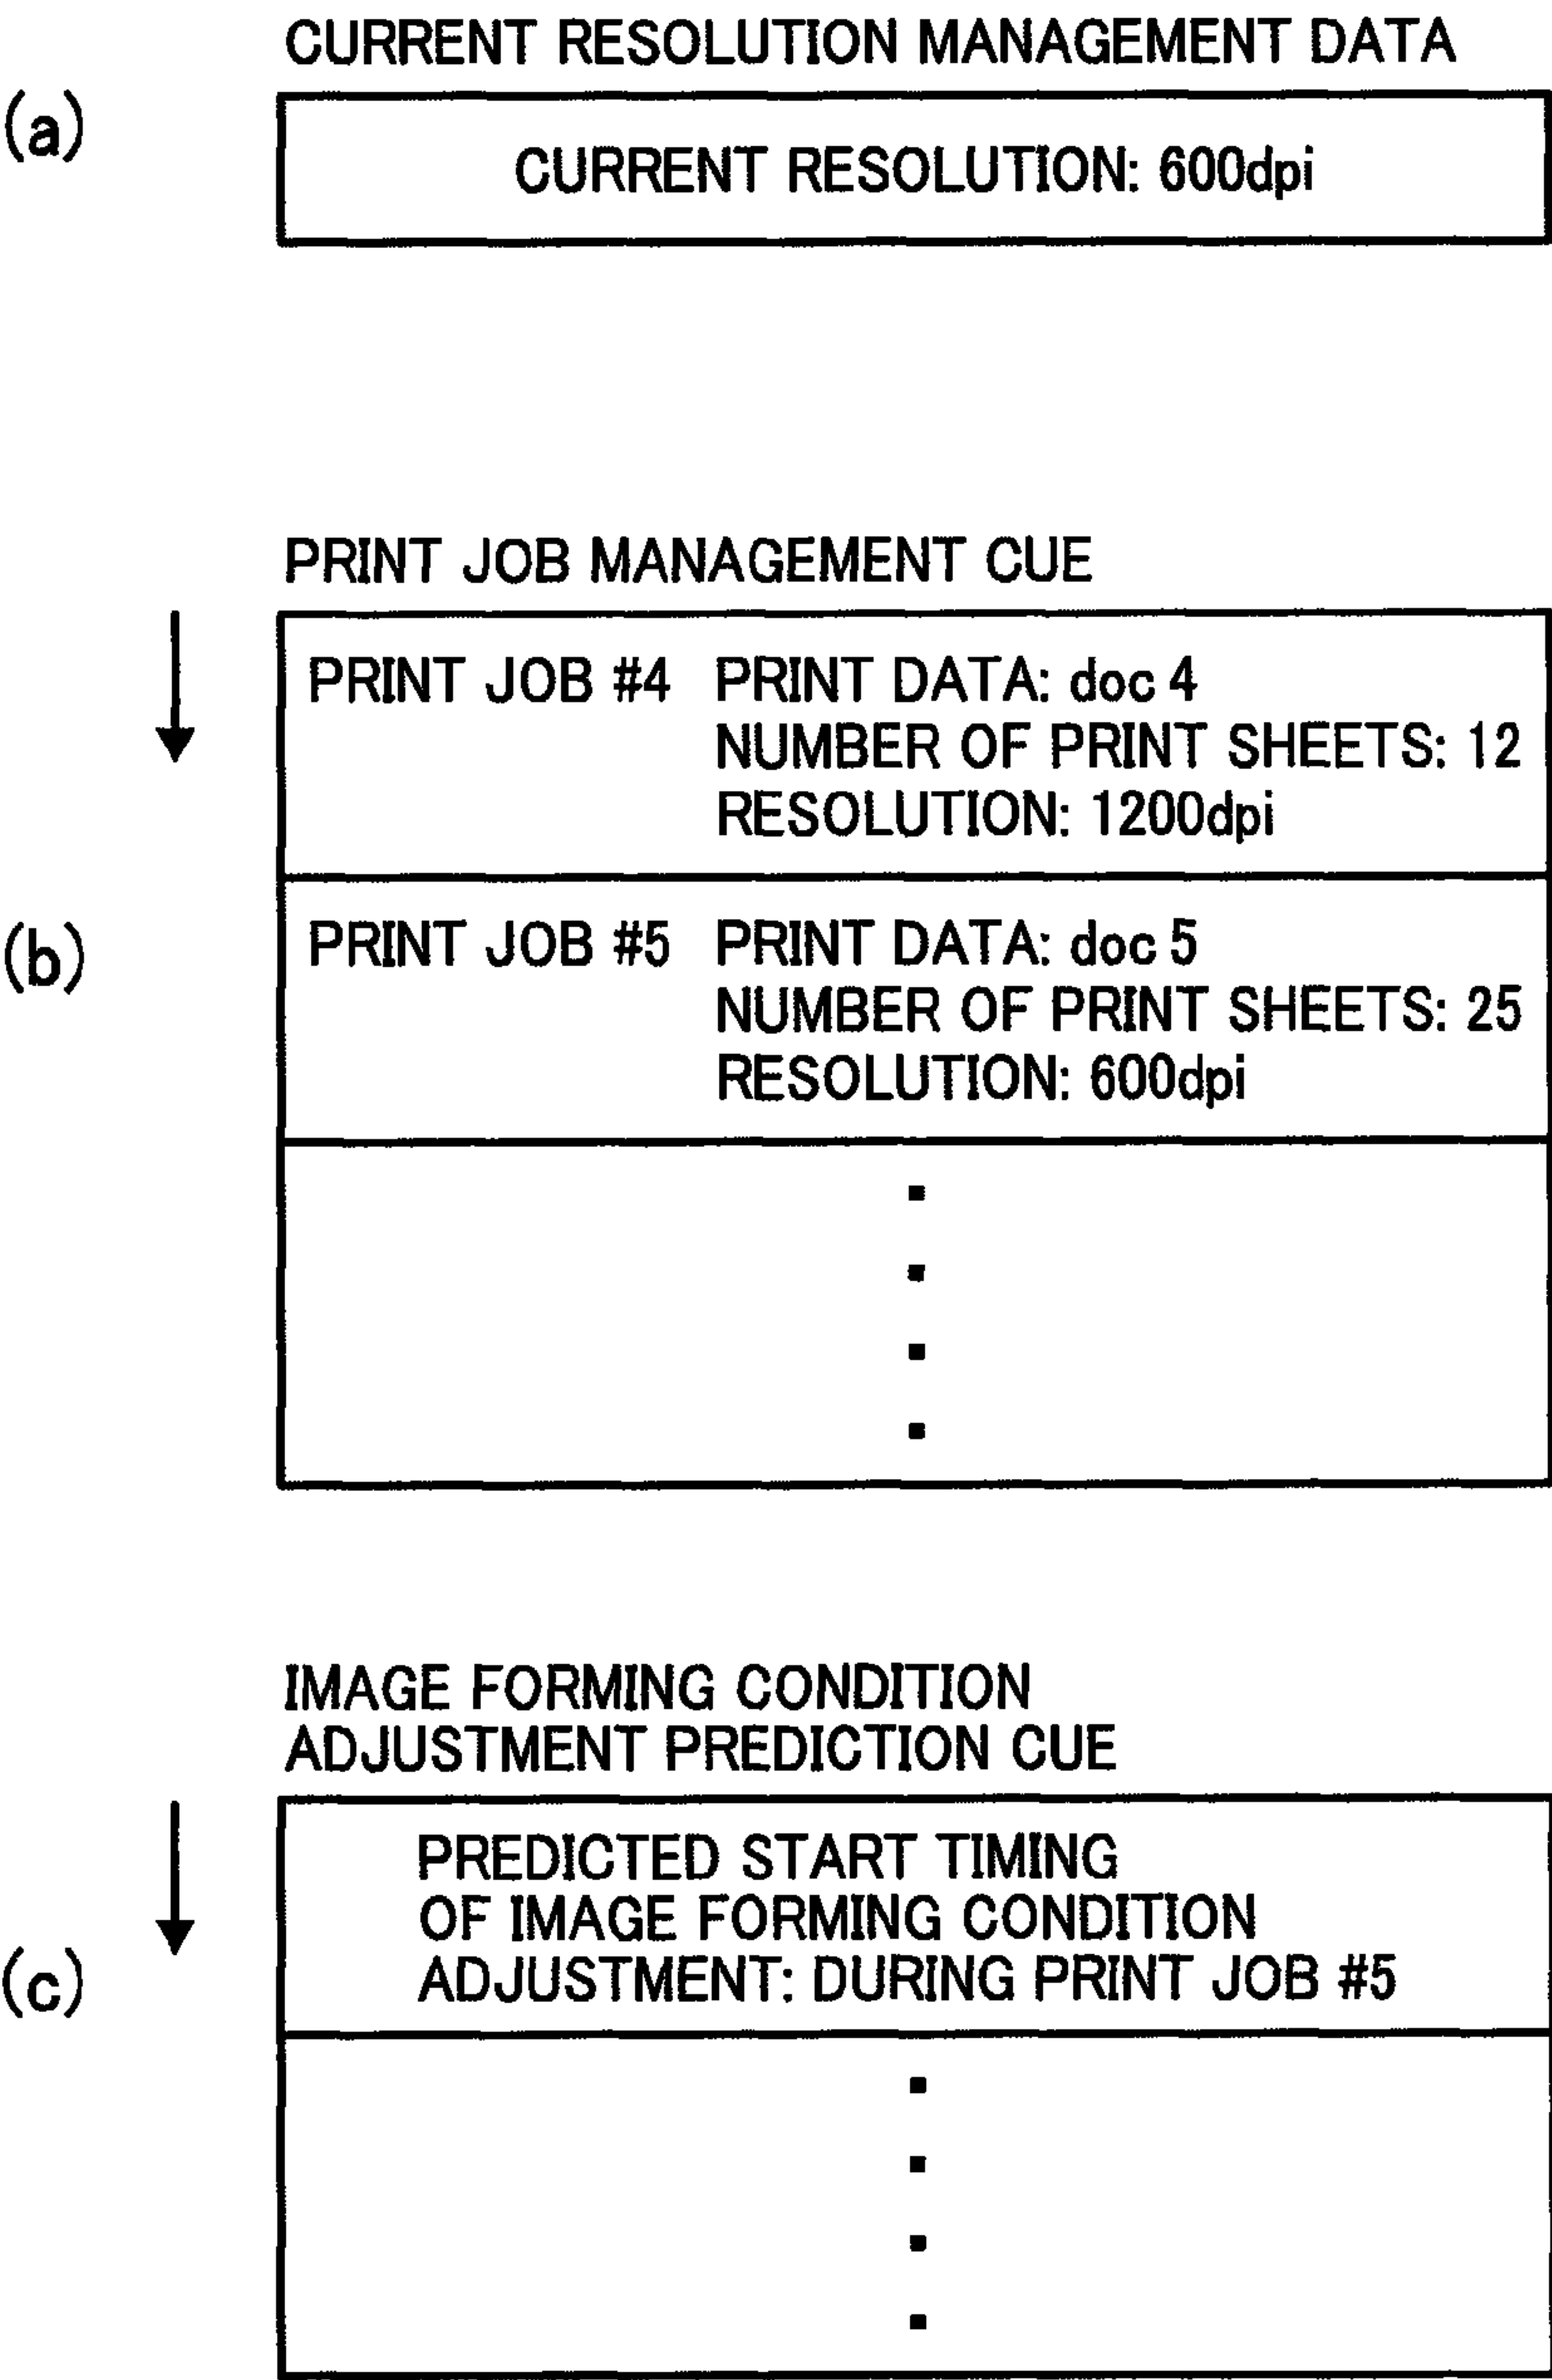 CURRENT RESOLUTION MANAGEMENT DATA
(a)
CURRENT RESOLUTION: 600dpi
PRINT JOB MANAGEMENT CUE
PRINT JOB #4 PRINT DATA: doc 4
NUMBER OF PRINT SHEETS: 12
RESOLUTION: 1200dpi
(b)
PRINT JOB #5 PRINT DATA: doc 5
NUMBER OF PRINT SHEETS: 25
RESOLUTION: 600dpi
IMAGE FORMING CONDITION
ADJUSTMENT PREDICTION CUE
PREDICTED START TIMING
OF IMAGE FORMING CONDITION
ADJUSTMENT: DURING PRINT JOB #5
(c)